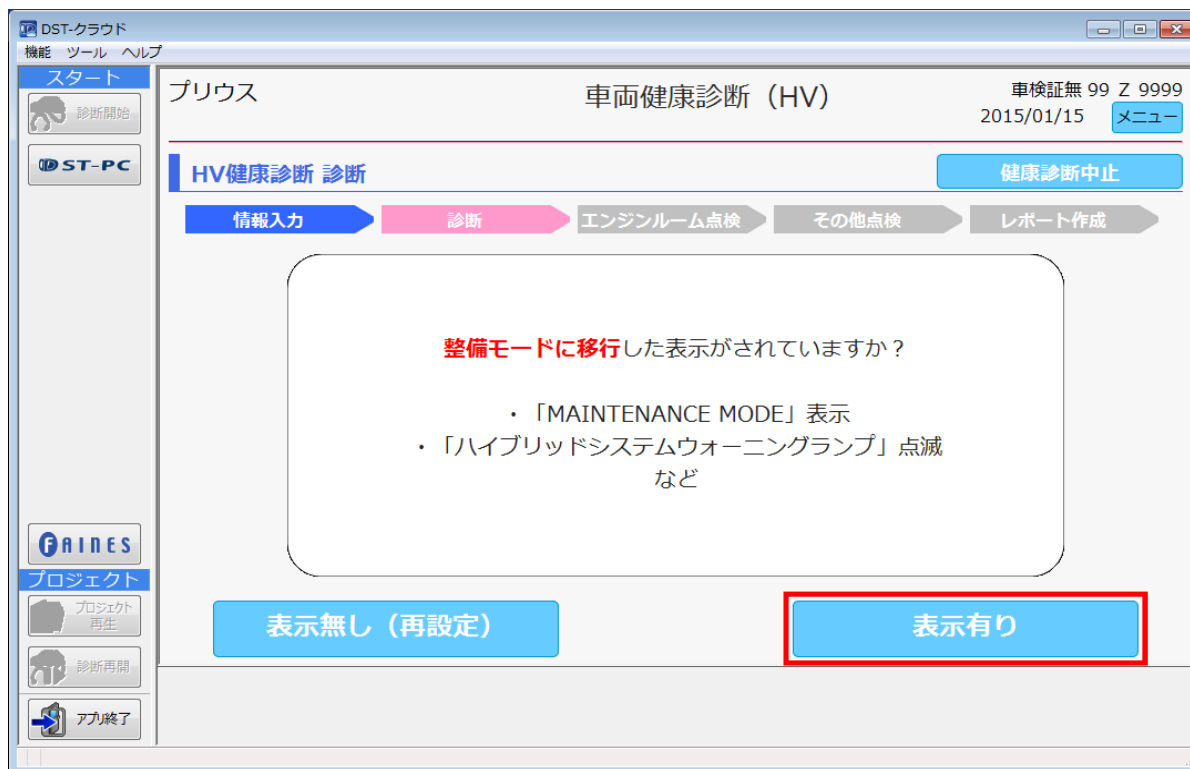 DST-クラウド
機能 ツール ヘルプ
スタート
診断開始
DST-PC
FAINES
プロジェクト
プロジェクト
再生
診断再開
アプリ終了
プリウス
車両健康診断（HV）
車検証無 99 Z 9999
2015/01/15 メニュー
HV健康診断 診断
健康診断中止
情報入力 診断 エンジンルーム点検 その他点検 レポート作成
整備モードに移行した表示がされていますか？
・「MAINTENANCE MODE」表示
・「ハイブリッドシステムウォーニングランプ」点滅
など
表示無し（再設定） 表示有り